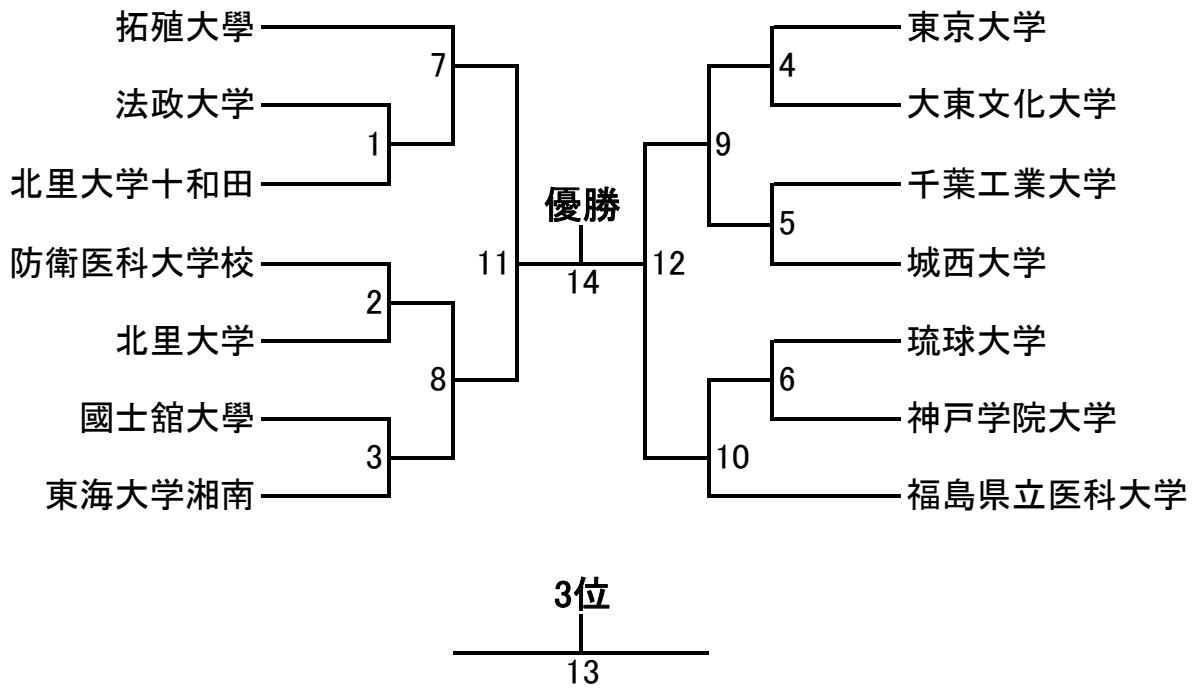 拓殖大學
東京大学
7
4
法政大学
大東文化大学
1
9
北里大学十和田
千葉工業大学
優勝
5
防衛医科大学校
11
14
12
城西大学
2
北里大学
琉球大学
8
6
國士舘大學
神戸学院大学
3
10
東海大学湘南
福島県立医科大学
3位
13